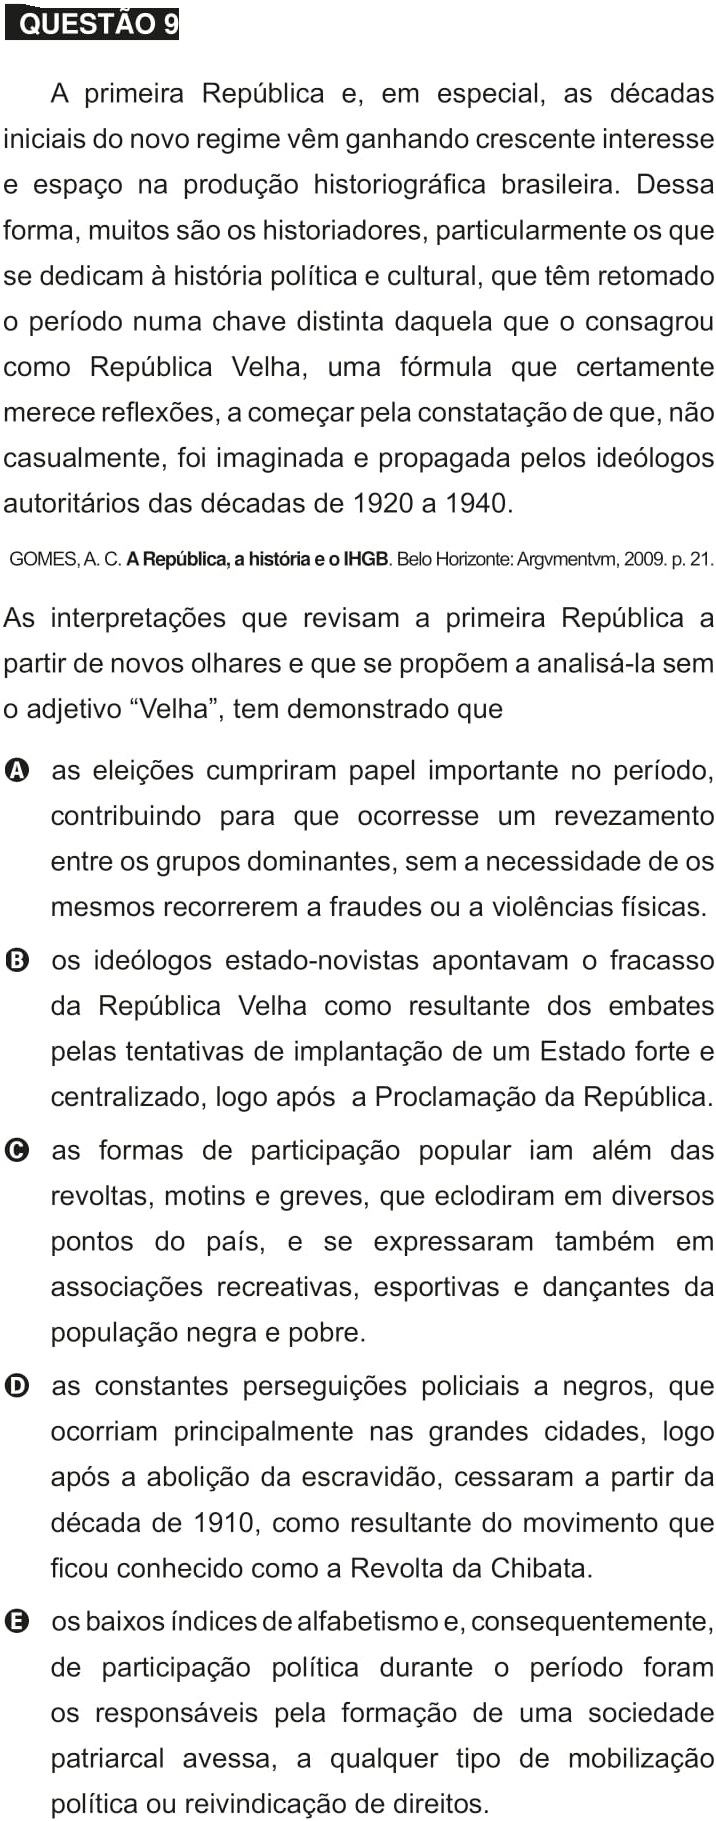 QUESTÃO 9
A primeira República e, em especial, as décadas
iniciais do novo regime vêm ganhando crescente interesse
e espaço na produção historiográfica brasileira. Dessa
forma, muitos são os historiadores, particularmente os que
se dedicam à história política e cultural, que têm retomado
o período numa chave distinta daquela que o consagrou
como República Velha, uma fórmula que certamente
merece reflexões, a começar pela constatação de que, não
casualmente, foi imaginada e propagada pelos ideólogos
autoritários das décadas de 1920 a 1940.
GOMES, A. C. A República, a história e o IHGB. Belo Horizonte: Argvmentvm, 2009. p. 21.
As interpretações que revisam a primeira República a
partir de novos olhares e que se propõem a analisá-la sem
o adjetivo “Velha”, tem demonstrado que
A as eleições cumpriram papel importante no período,
contribuindo para que ocorresse um revezamento
entre os grupos dominantes, sem a necessidade de os
mesmos recorrerem a fraudes ou a violências físicas.
B os ideólogos estado-novistas apontavam o fracasso
da República Velha como resultante dos embates
pelas tentativas de implantação de um Estado forte e
centralizado, logo após a Proclamação da República.
C as formas de participação popular iam além das
revoltas, motins e greves, que eclodiram em diversos
pontos do país, e se expressaram também em
associações recreativas, esportivas e dançantes da
população negra e pobre.
D as constantes perseguições policiais a negros, que
ocorriam principalmente nas grandes cidades, logo
após a abolição da escravidão, cessaram a partir da
década de 1910, como resultante do movimento que
ficou conhecido como a Revolta da Chibata.
E os baixos índices de alfabetismo e, consequentemente,
de participação política durante o período foram
os responsáveis pela formação de uma sociedade
patriarcal avessa, a qualquer tipo de mobilização
política ou reivindicação de direitos.